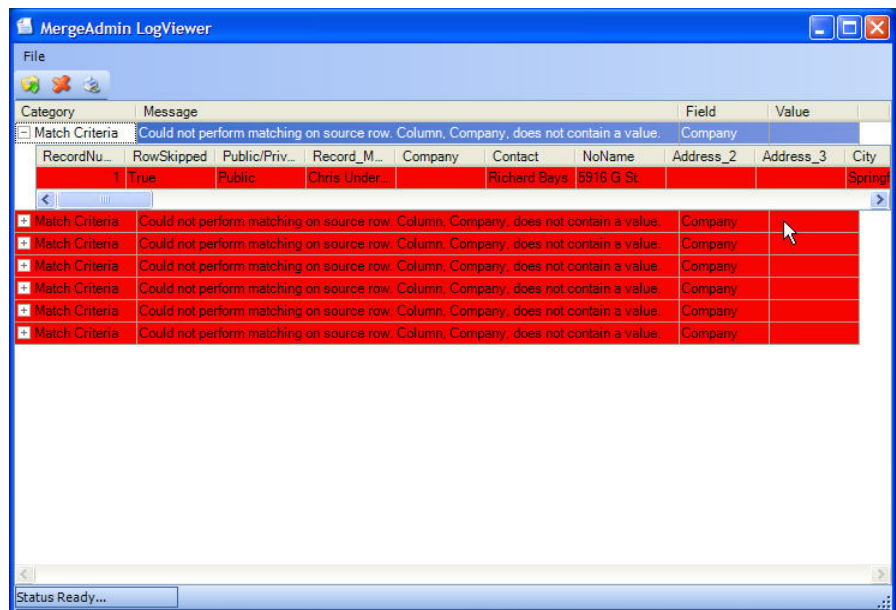 MergeAdmin LogViewer
File
Category Message Field Value
Match Criteria Could not perform matching on source row. Column, Company, does not contain a value. Company
RecordNu... RowSkipped Public/Priv... Record_M... Company Contact NoName Address_2 Address_3 City
1 True Public Chris Under... Richard Bays 5916 G St. Springf
Match Criteria Could not perform matching on source row. Column, Company, does not contain a value. Company
Match Criteria Could not perform matching on source row. Column, Company, does not contain a value. Company
Match Criteria Could not perform matching on source row. Column, Company, does not contain a value. Company
Match Criteria Could not perform matching on source row. Column, Company, does not contain a value. Company
Match Criteria Could not perform matching on source row. Column, Company, does not contain a value. Company
Match Criteria Could not perform matching on source row. Column, Company, does not contain a value. Company
Status Ready...